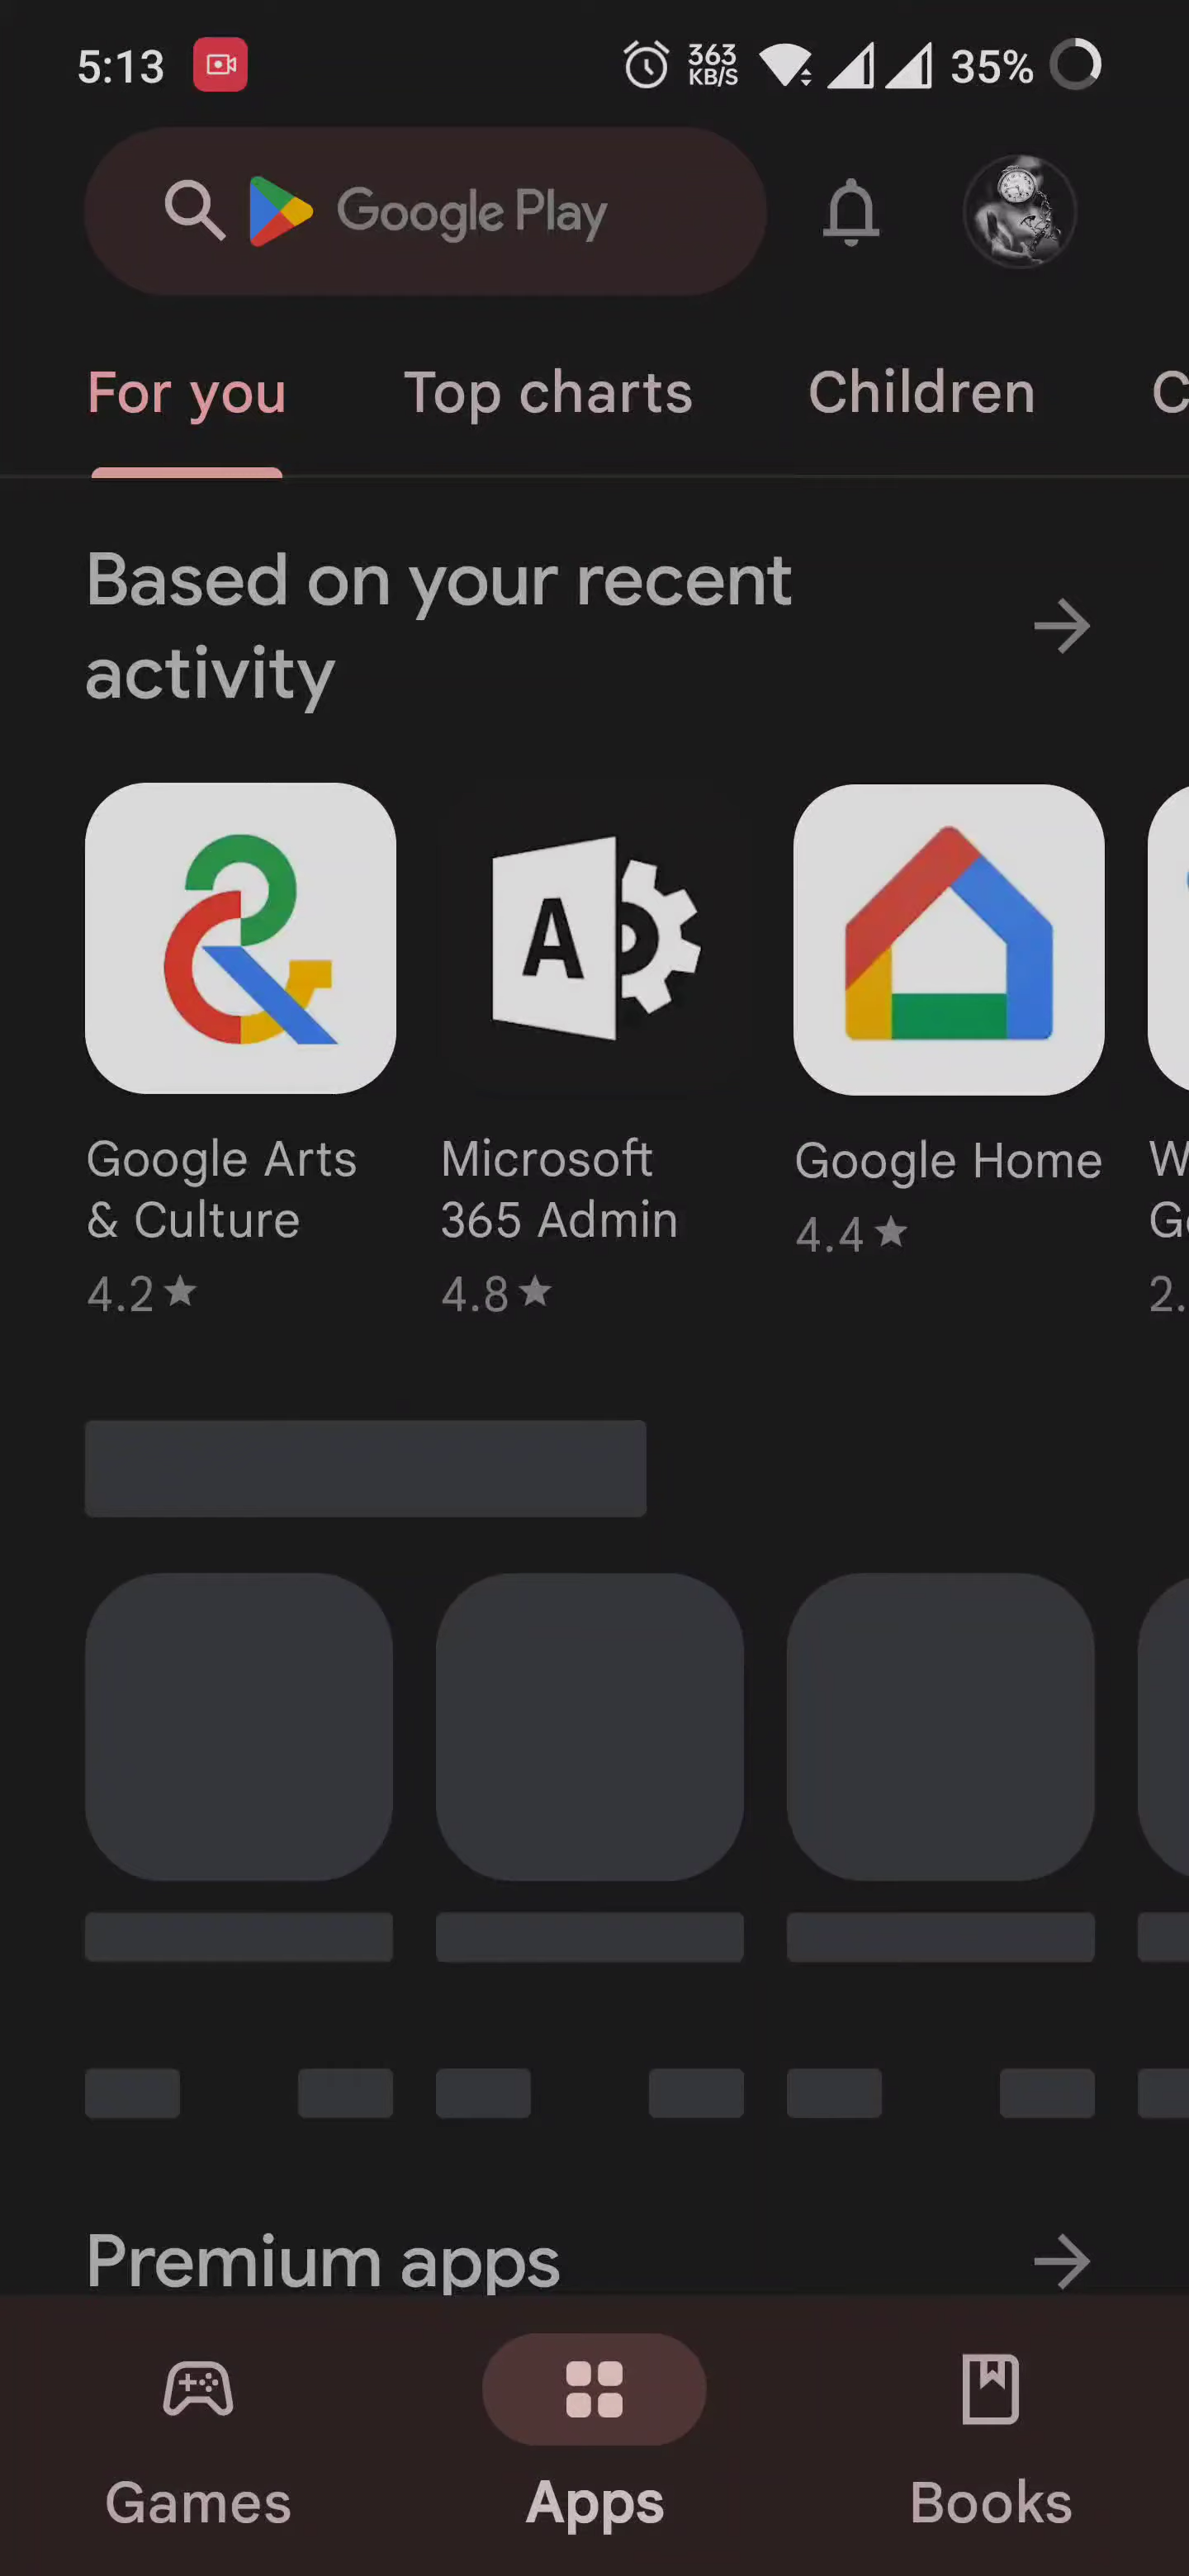 5:13
363
KB/S
35%
Google Play
For you
Top charts
Children
C
Based on your recent
activity
Google Arts
& Culture
4.2★
Microsoft
365 Admin
4.8★
Google Home
4.4★
2.
Premium apps
Games
Apps
Books